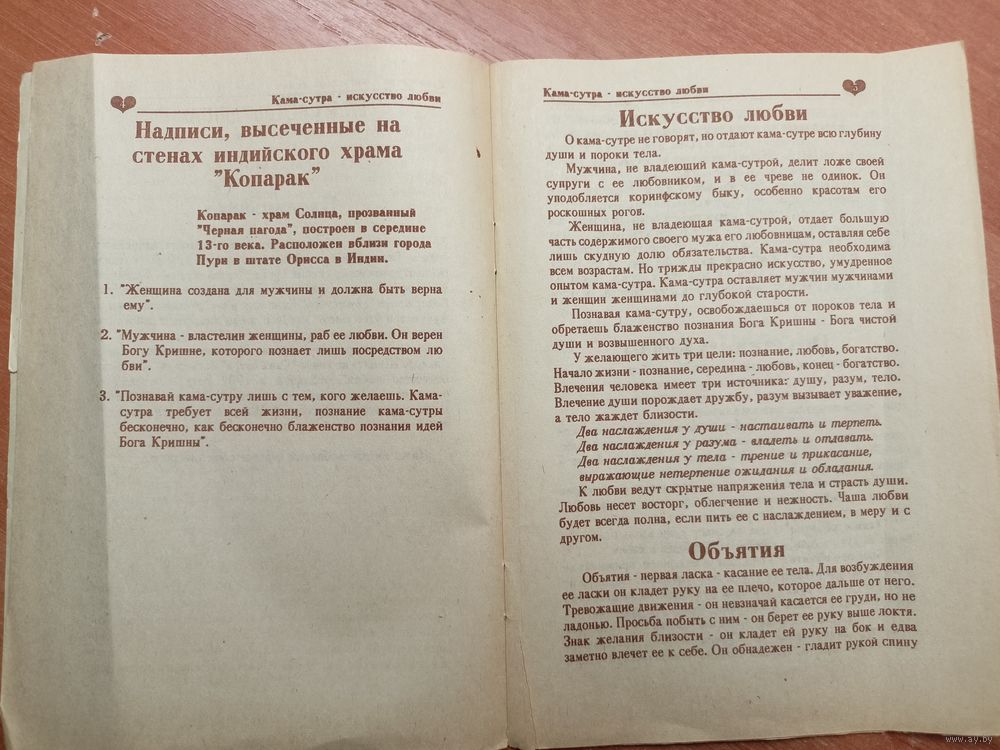 4
Кама-сутра · искусство любви
Надписи, высеченные на
стенах индийского храма
"Копарак"
Копарак - храм Солнца, прозванный
"Черная пагода", построен в середине
13-го века. Расположен вблизи города
Пури в штате Орисса в Индии.
1. "Женщина создана для мужчины и должна быть верна
ему".
2. "Мужчина - властелин женщины, раб ее любви. Он верен
Богу Кришне, которого познает лишь посредством лю
бви".
3. "Познавай кама-сутру лишь с тем, кого желаешь. Кама-
сутра требует всей жизни, познание кама-сутры
бесконечно, как бесконечно блаженство познания идей
Бога Кришны".
Кама-сутра · искусство любви
5
Искусство любви
О кама-сутре не говорят, но отдают кама-сутре всю глубину
души и пороки тела.
Мужчина, не владеющий кама-сутрой, делит ложе своей
супруги с ее любовником, и в ее чреве не одинок. Он
уподобляется коринфскому быку, особенно красотам его
роскошных рогов.
Женщина, не владеющая кама-сутрой, отдает большую
часть содержимого своего мужа его любовницам, оставляя себе
лишь скудную долю обязательства. Кама-сутра необходима
всем возрастам. Но трижды прекрасно искусство, умудренное
опытом кама-сутра. Кама-сутра оставляет мужчин мужчинами
и женщин женщинами до глубокой старости.
Познавая кама-сутру, освобождаешься от пороков тела и
обретаешь блаженство познания Бога Кришны - Бога чистой
души и возвышенного духа.
У желающего жить три цели: познание, любовь, богатство.
Начало жизни - познание, середина - любовь, конец - богатство.
Влечения человека имеет три источника: душу, разум, тело.
Влечение души порождает дружбу, разум вызывает уважение,
а тело жаждет близости.
Два наслаждения у души - настаивать и терпеть.
Два наслаждения у разума - владеть и отдавать.
Два наслаждения у тела - трение и прикасание,
выражающие нетерпение ожидания и обладания.
К любви ведут скрытые напряжения тела и страсть души.
Любовь несет восторг, облегчение и нежность. Чаша любви
будет всегда полна, если пить ее с наслаждением, в меру и с
другом.
Объятия
Объятия - первая ласка - касание ее тела. Для возбуждения
ее ласки он кладет руку на ее плечо, которое дальше от него.
Тревожащие движения - он невзначай касается ее груди, но не
ладонью. Просьба побыть с ним - он берет ее руку выше локтя.
Знак желания близости - он кладет ей руку на бок и едва
заметно влечет ее к себе. Он обнадежен - гладит рукой спину
www.ay.by